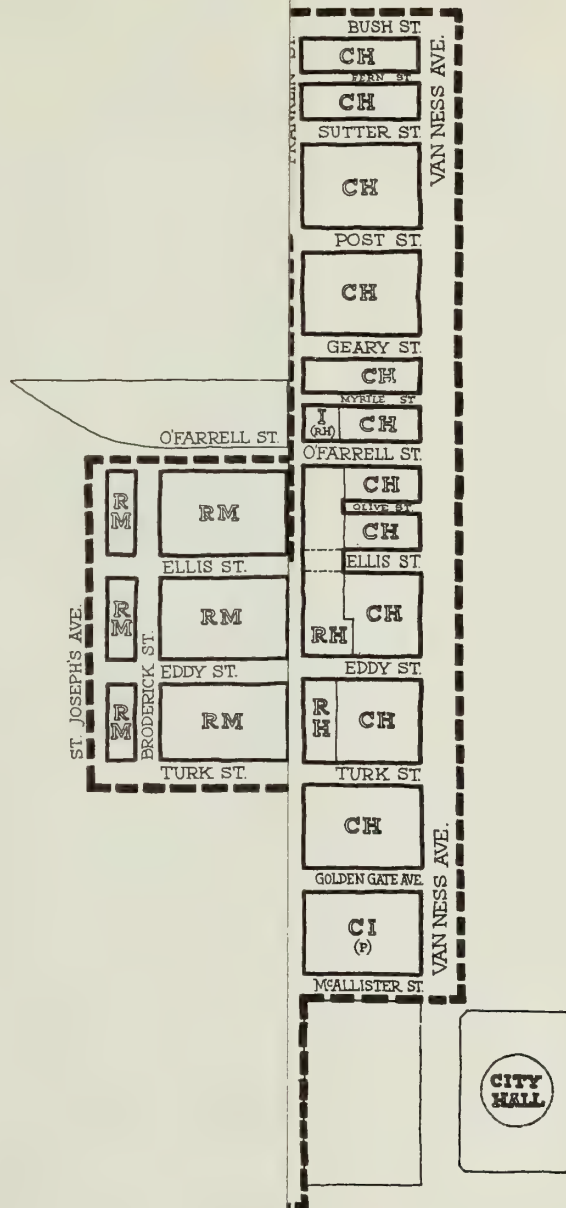 BUSH ST.
CH
FERN ST.
CH
SUTTER ST.
CH
POST ST.
CH
GEARY ST.
CH
MYRTLE ST
I
(RH)
CH
O'FARRELL ST.
O'FARRELL ST.
CH
OLIVE ST.
CH
ELLIS ST.
CH
RH
EDDY ST.
R
H
CH
TURK ST.
CH
GOLDEN GATE AVE.
CI
(P)
McALLISTER ST.
VAN NESS AVE.
VAN NESS AVE.
R
M
RM
ELLIS ST.
R
M
RM
EDDY ST.
R
M
RM
TURK ST.
ST. JOSEPH'S AVE.
BRODERICK ST.
CITY
HALL